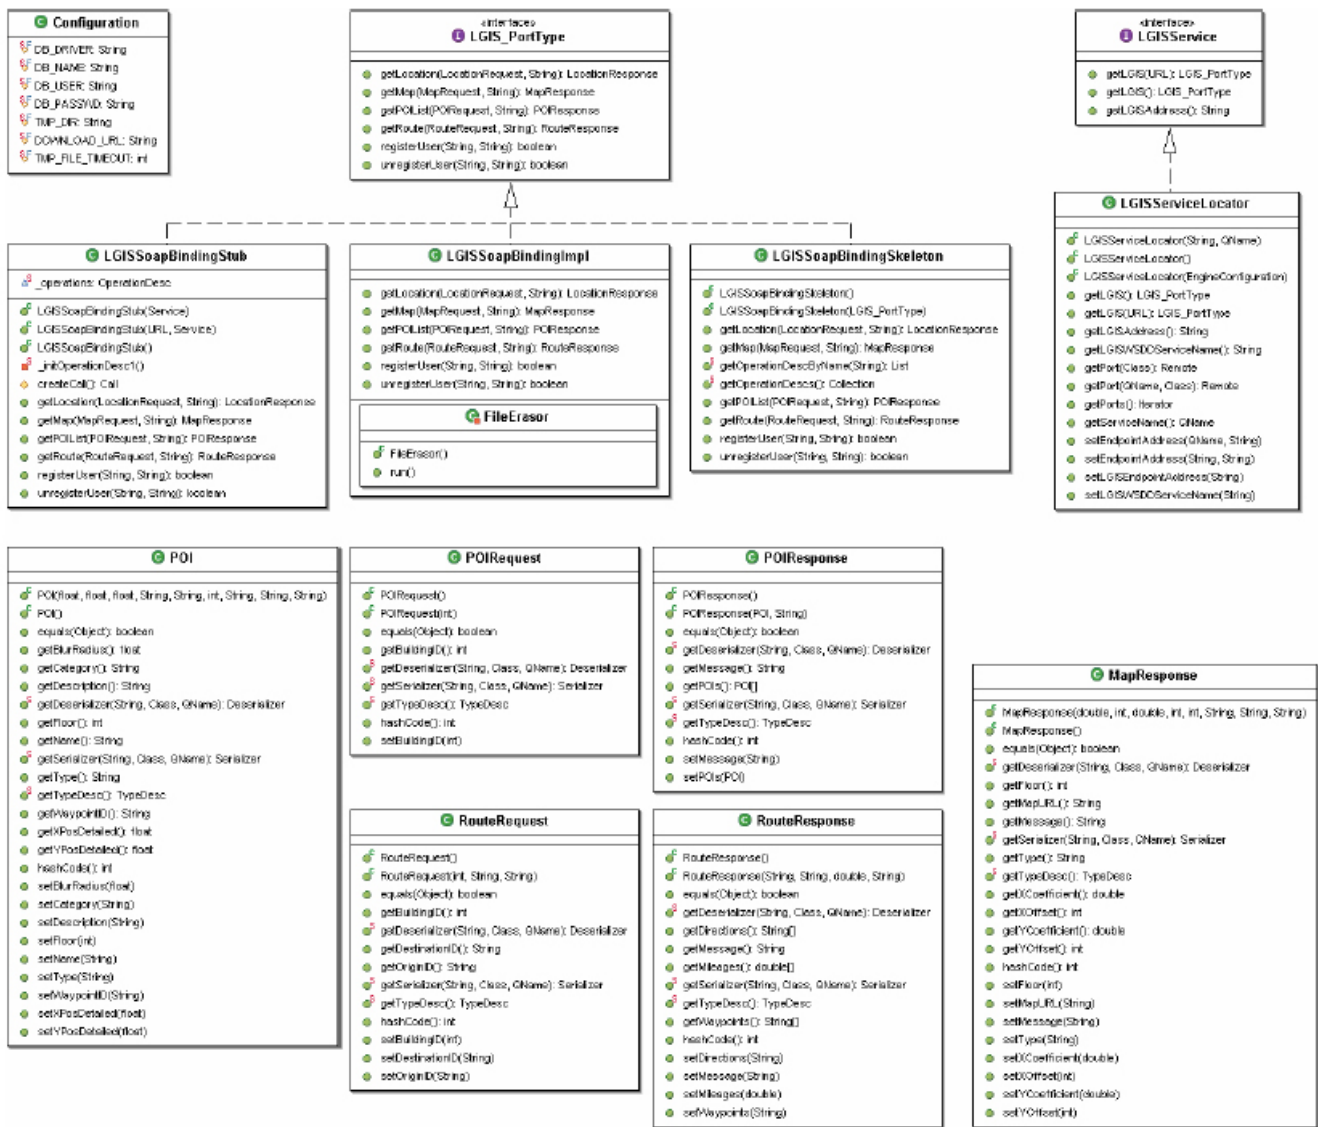 Configuration
DB_DRIVER: String
DB_NAME: String
DB_USER: String
DB_PASSWD: String
TMP_DIR: String
DOWNLOAD_URL: String
TMP_FILE_TIMEOUT: int
«interface»
LGIS_PortType
getLocation(LocationRequest, String): LocationResponse
getMap(MapRequest, String): MapResponse
getPOIList(POIRequest, String): POIResponse
getRoute(RouteRequest, String): RouteResponse
registerUser(String, String): boolean
unregisterUser(String, String): boolean
«interface»
LGISService
getLGIS(URL): LGIS_PortType
getLGIS(): LGIS_PortType
getLGISAddress(): String
LGISSoapBindingStub
_operations: OperationDesc
LGISSoapBindingStub(Service)
LGISSoapBindingStub(URL, Service)
LGISSoapBindingStub()
_initOperationDesc1()
createCall(): Call
getLocation(LocationRequest, String): LocationResponse
getMap(MapRequest, String): MapResponse
getPOIList(POIRequest, String): POIResponse
getRoute(RouteRequest, String): RouteResponse
registerUser(String, String): boolean
unregisterUser(String, String): boolean
LGISSoapBindingImpl
getLocation(LocationRequest, String): LocationResponse
getMap(MapRequest, String): MapResponse
getPOIList(POIRequest, String): POIResponse
getRoute(RouteRequest, String): RouteResponse
registerUser(String, String): boolean
unregisterUser(String, String): boolean
FileErasor
FileErasor()
run()
LGISSoapBindingSkeleton
LGISSoapBindingSkeleton()
LGISSoapBindingSkeleton(LGIS_PortType)
getLocation(LocationRequest, String): LocationResponse
getMap(MapRequest, String): MapResponse
getOperationDescByName(String): List
getOperationDescs(): Collection
getPOIList(POIRequest, String): POIResponse
getRoute(RouteRequest, String): RouteResponse
registerUser(String, String): boolean
unregisterUser(String, String): boolean
LGISServiceLocator
LGISServiceLocator(String, QName)
LGISServiceLocator()
LGISServiceLocator(EngineConfiguration)
getLGIS(): LGIS_PortType
getLGIS(URL): LGIS_PortType
getLGISAddress(): String
getLGISWSDDServiceName(): String
getPort(Class): Remote
getPort(QName, Class): Remote
getPorts(): Iterator
getServiceName(): QName
setEndpointAddress(QName, String)
setEndpointAddress(String, String)
setLGISEndpointAddress(String)
setLGISWSDDServiceName(String)
POI
POI(float, float, float, String, String, int, String, String, String)
POI()
equals(Object): boolean
getBlurRadius(): float
getCategory(): String
getDescription(): String
getDeserializer(String, Class, QName): Deserializer
getFloor(): int
getName(): String
getSerializer(String, Class, QName): Serializer
getType(): String
getTypeDesc(): TypeDesc
getWaypointID(): String
getXPosDetailed(): float
getYPosDetailed(): float
hashCode(): int
setBlurRadius(float)
setCategory(String)
setDescription(String)
setFloor(int)
setName(String)
setType(String)
setWaypointID(String)
setXPosDetailed(float)
setYPosDetailed(float)
POIRequest
POIRequest()
POIRequest(int)
equals(Object): boolean
getBuildingID(): int
getDeserializer(String, Class, QName): Deserializer
getSerializer(String, Class, QName): Serializer
getTypeDesc(): TypeDesc
hashCode(): int
setBuildingID(int)
POIResponse
POIResponse()
POIResponse(POI, String)
equals(Object): boolean
getDeserializer(String, Class, QName): Deserializer
getMessage(): String
getPOIs(): POI[]
getSerializer(String, Class, QName): Serializer
getTypeDesc(): TypeDesc
hashCode(): int
setMessage(String)
setPOIs(POI)
RouteRequest
RouteRequest()
RouteRequest(int, String, String)
equals(Object): boolean
getBuildingID(): int
getDeserializer(String, Class, QName): Deserializer
getDestinationID(): String
getOriginID(): String
getSerializer(String, Class, QName): Serializer
getTypeDesc(): TypeDesc
hashCode(): int
setBuildingID(int)
setDestinationID(String)
setOriginID(String)
RouteResponse
RouteResponse()
RouteResponse(String, String, double, String)
equals(Object): boolean
getDeserializer(String, Class, QName): Deserializer
getDirections(): String[]
getMessage(): String
getMileages(): double[]
getSerializer(String, Class, QName): Serializer
getTypeDesc(): TypeDesc
getWaypoints(): String[]
hashCode(): int
setDirections(String)
setMessage(String)
setMileages(double)
setWaypoints(String)
MapResponse
MapResponse(double, int, double, int, int, String, String, String)
MapResponse()
equals(Object): boolean
getDeserializer(String, Class, QName): Deserializer
getFloor(): int
getMapURL(): String
getMessage(): String
getSerializer(String, Class, QName): Serializer
getType(): String
getTypeDesc(): TypeDesc
getXCoefficient(): double
getXOffset(): int
getYCoefficient(): double
getYOffset(): int
hashCode(): int
setFloor(int)
setMapURL(String)
setMessage(String)
setType(String)
setXCoefficient(double)
setXOffset(int)
setYCoefficient(double)
setYOffset(int)